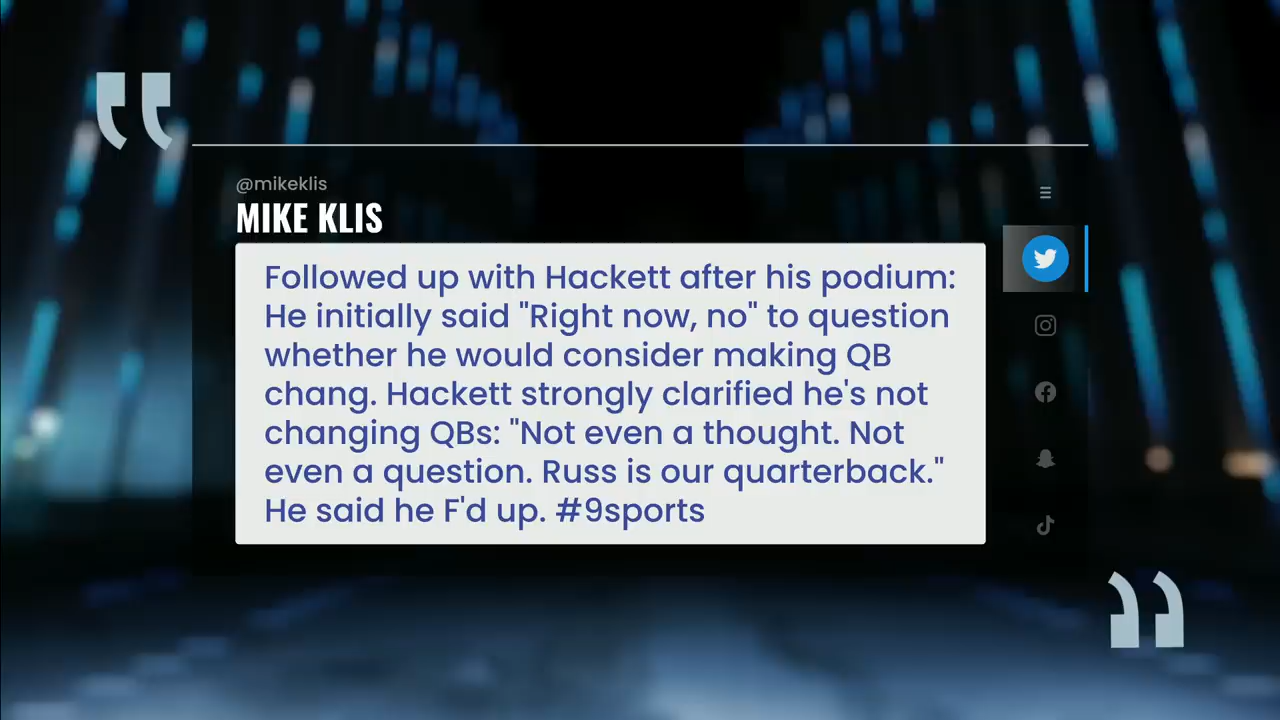 @mikeklis
MIKE KLIS
Followed up with Hackett after his podium:
He initially said "Right now, no" to question
whether he would consider making QB
chang. Hackett strongly clarified he's not
changing QBs: "Not even a thought. Not
even a question. Russ is our quarterback."
He said he F'd up. #9sports